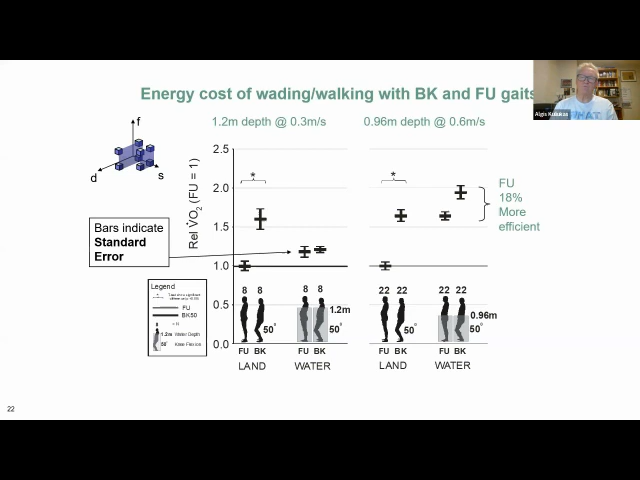 Energy cost of wading/walking with BK and FU gaits
Algis Kuliukas
1.2m depth @ 0.3m/s
0.96m depth @ 0.6m/s
f
d
s
Rel V̇O2 (FU = 1)
2.5
2.0
1.5
1.0
0.5
0.0
*
*
FU
18%
More
efficient
Bars indicate
Standard
Error
Legend
*
FU
BK50
1.2m Water Depth
50° Knee Flexion
8 8
8 8
22 22
22 22
1.2m
0.96m
50°
50°
50°
50°
FU BK
FU BK
FU BK
FU BK
LAND
WATER
LAND
WATER
22